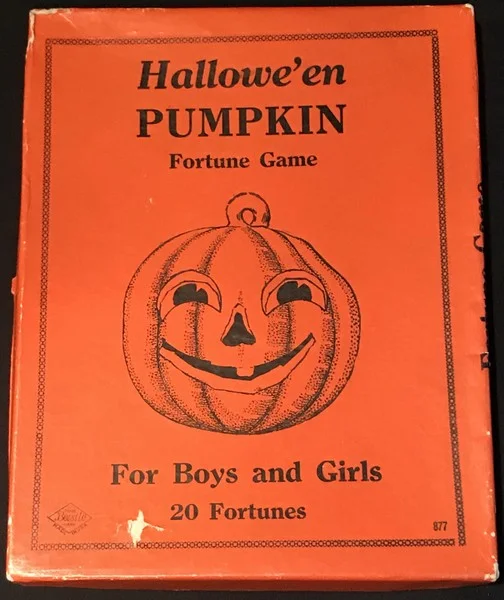 Hallowe'en
PUMPKIN
Fortune Game
For Boys and Girls
20 Fortunes
877